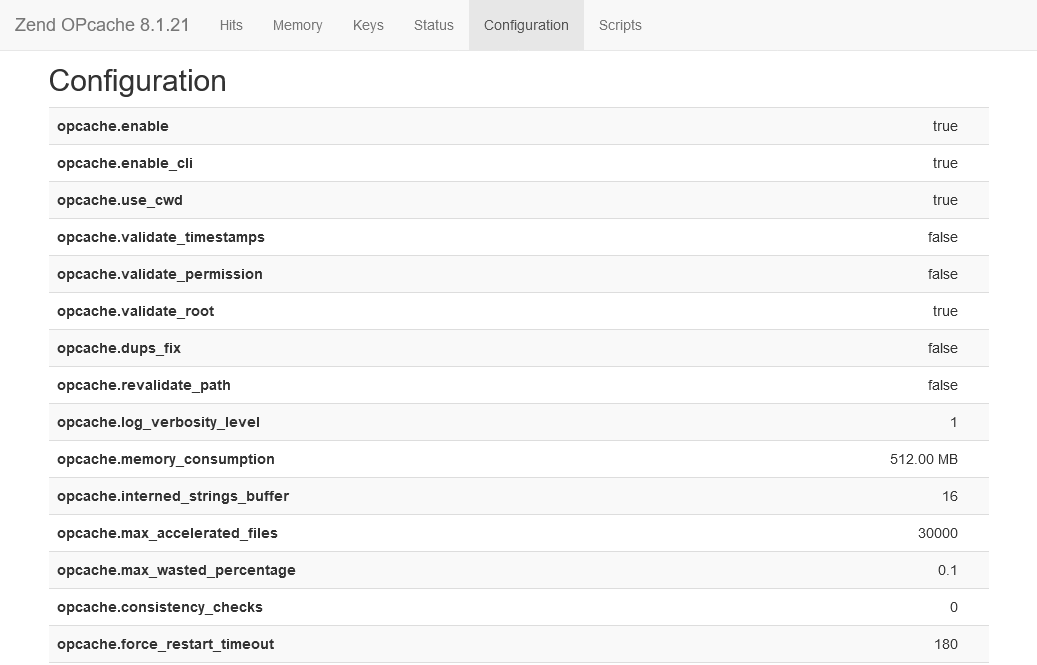 Zend OPcache 8.1.21 Hits Memory Keys Status Configuration Scripts
Configuration
opcache.enable true
opcache.enable_cli true
opcache.use_cwd true
opcache.validate_timestamps false
opcache.validate_permission false
opcache.validate_root true
opcache.dups_fix false
opcache.revalidate_path false
opcache.log_verbosity_level 1
opcache.memory_consumption 512.00 MB
opcache.interned_strings_buffer 16
opcache.max_accelerated_files 30000
opcache.max_wasted_percentage 0.1
opcache.consistency_checks 0
opcache.force_restart_timeout 180